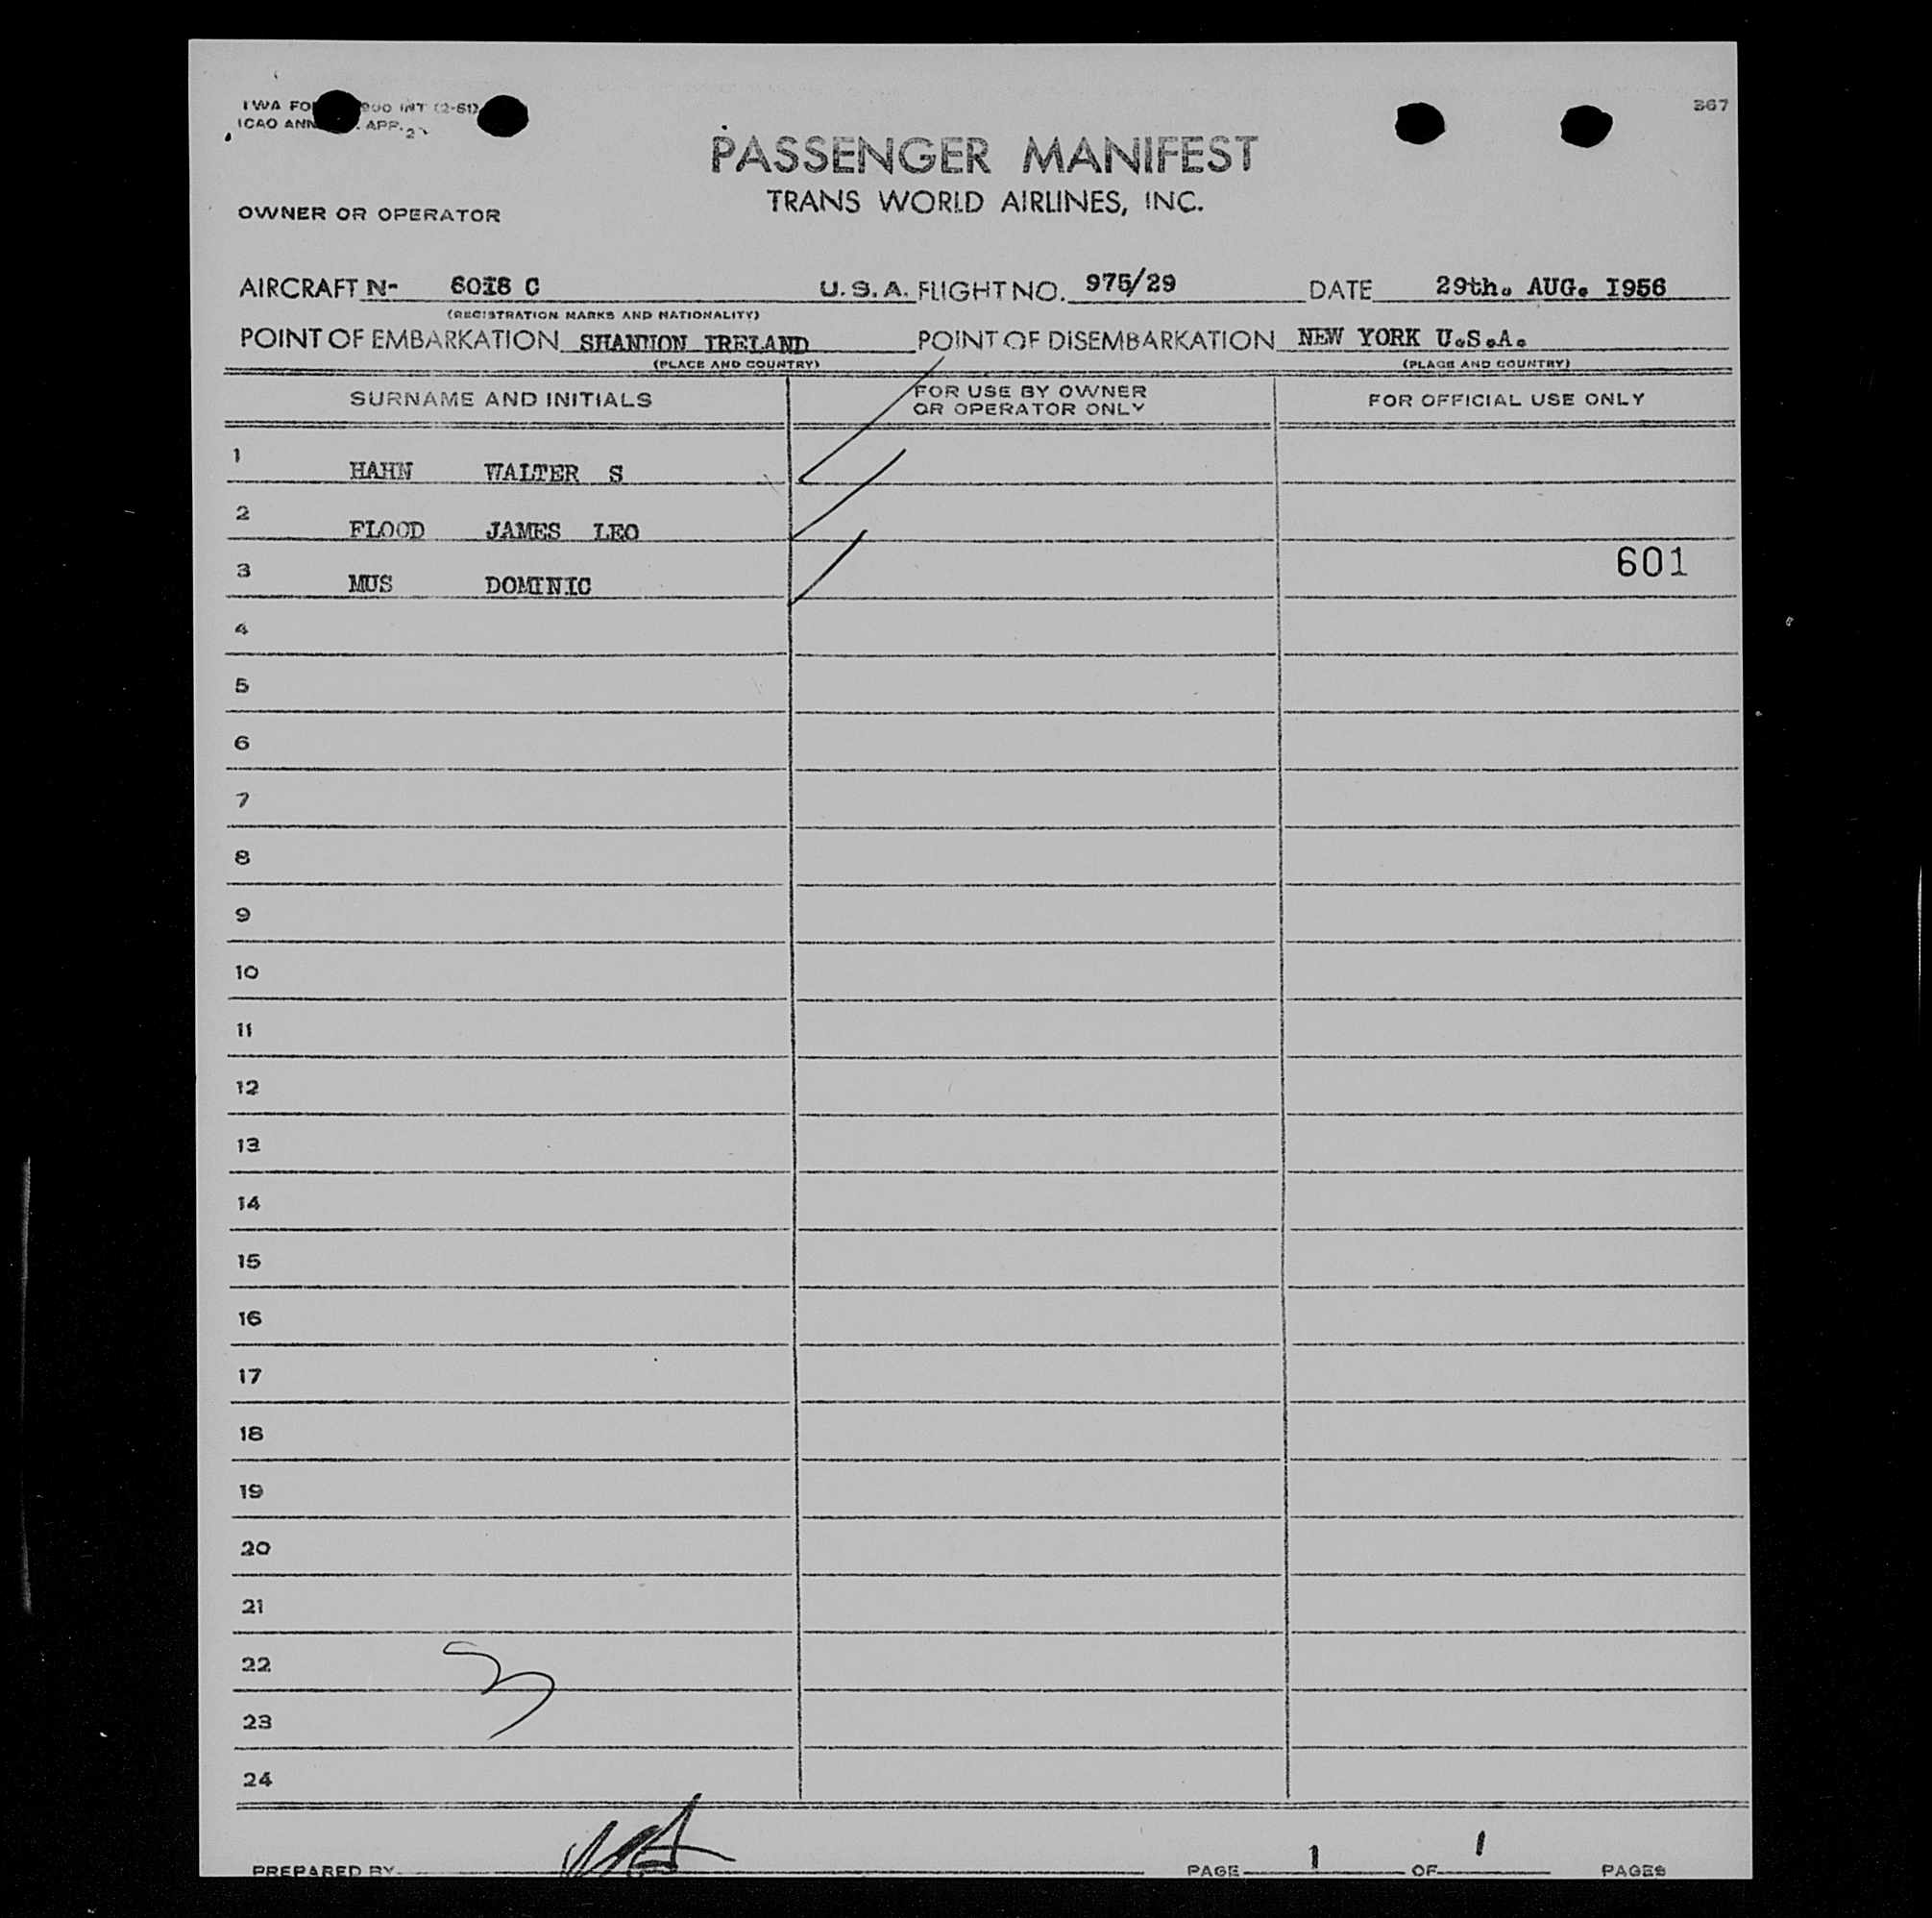 TWA FO 900 INT (2-51)
367
ICAO ANN . APP. 2
PASSENGER MANIFEST
TRANS WORLD AIRLINES, INC.
OWNER OR OPERATOR
AIRCRAFT N- 6018 C U.S.A. FLIGHT NO. 975/29 DATE 29th. AUG. 1956
(REGISTRATION MARKS AND NATIONALITY)
POINT OF EMBARKATION SHANNON IRELAND POINT OF DISEMBARKATION NEW YORK U.S.A.
(PLACE AND COUNTRY) (PLACE AND COUNTRY)
SURNAME AND INITIALS FOR USE BY OWNER OR OPERATOR ONLY FOR OFFICIAL USE ONLY
1 HAHN WALTER S
2 FLOOD JAMES LEO
601
3 MUS DOMINIC
4
5
6
7
8
9
10
11
12
13
14
15
16
17
18
19
20
21
22
3
23
24
PREPARED BY PAGE 1 OF 1 PAGES